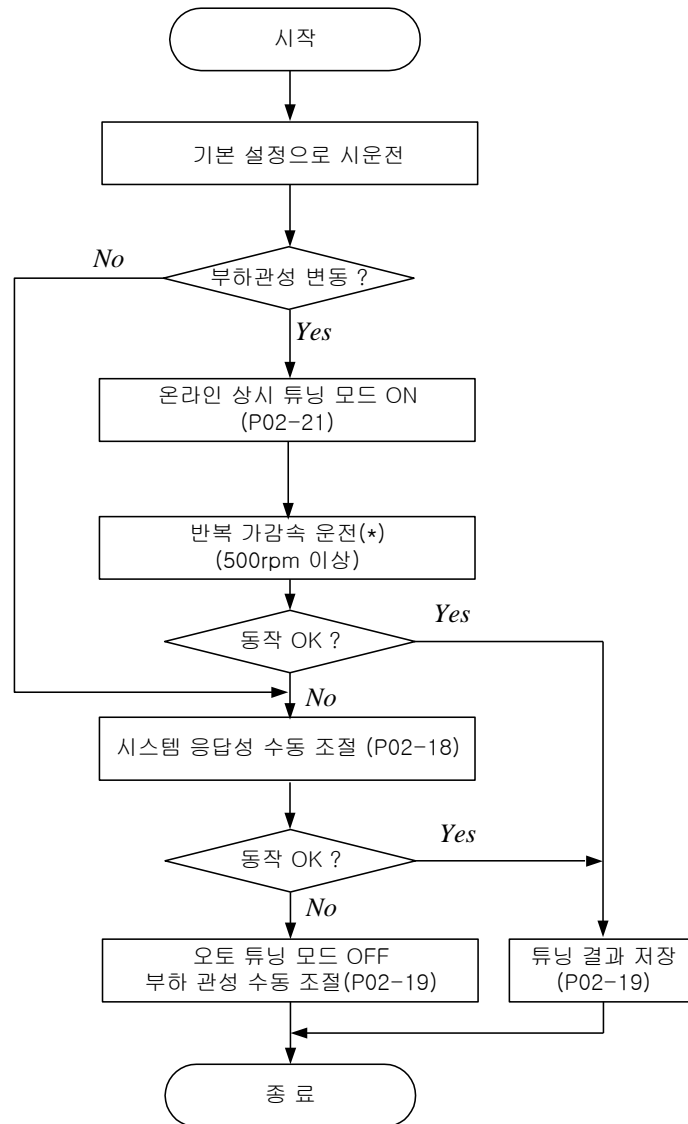 시작
기본 설정으로 시운전
부하관성 변동 ?
No
Yes
온라인 상시 튜닝 모드 ON
(P02-21)
반복 가감속 운전(*)
(500rpm 이상)
동작 OK ?
Yes
No
시스템 응답성 수동 조절 (P02-18)
동작 OK ?
Yes
No
오토 튜닝 모드 OFF
부하 관성 수동 조절(P02-19)
튜닝 결과 저장
(P02-19)
종 료